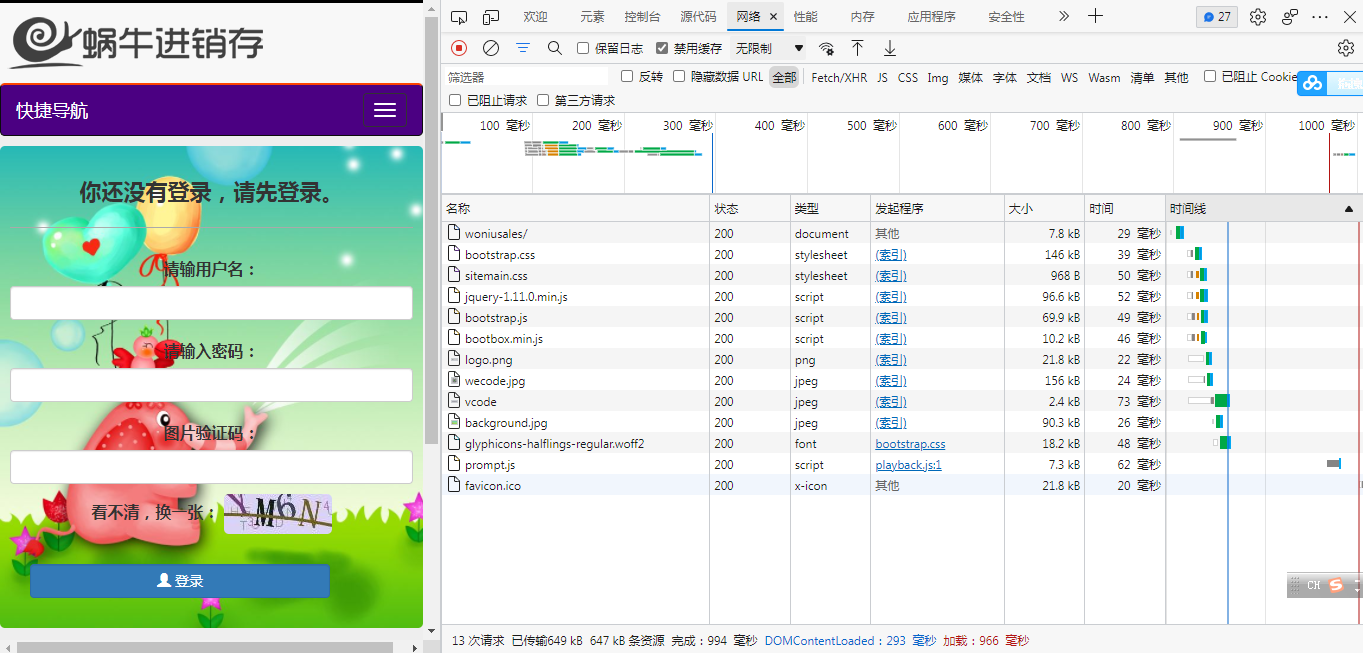 蜗牛进销存
快捷导航
你还没有登录，请先登录。
请输用户名：
请输入密码：
图片验证码：
看不清，换一张：
YM6N
登录
欢迎 元素 控制台 源代码 网络 性能 内存 应用程序 安全性 27
保留日志 禁用缓存 无限制
筛选器 反转 隐藏数据 URL 全部 Fetch/XHR JS CSS Img 媒体 字体 文档 WS Wasm 清单 其他 已阻止 Cookie
已阻止请求 第三方请求
100 毫秒 200 毫秒 300 毫秒 400 毫秒 500 毫秒 600 毫秒 700 毫秒 800 毫秒 900 毫秒 1000 毫秒
名称 状态 类型 发起程序 大小 时间 时间线
woniusales/ 200 document 其他 7.8 kB 29 毫秒
bootstrap.css 200 stylesheet (索引) 146 kB 39 毫秒
sitemain.css 200 stylesheet (索引) 968 B 50 毫秒
jquery-1.11.0.min.js 200 script (索引) 96.6 kB 52 毫秒
bootstrap.js 200 script (索引) 69.9 kB 49 毫秒
bootbox.min.js 200 script (索引) 10.2 kB 46 毫秒
logo.png 200 png (索引) 21.8 kB 22 毫秒
wecode.jpg 200 jpeg (索引) 156 kB 24 毫秒
vcode 200 jpeg (索引) 2.4 kB 73 毫秒
background.jpg 200 jpeg (索引) 90.3 kB 26 毫秒
glyphicons-halflings-regular.woff2 200 font bootstrap.css 18.2 kB 48 毫秒
prompt.js 200 script playback.js:1 7.3 kB 62 毫秒
favicon.ico 200 x-icon 其他 21.8 kB 20 毫秒
CH
13 次请求 已传输649 kB 647 kB 条资源 完成：994 毫秒 DOMContentLoaded：293 毫秒 加载：966 毫秒